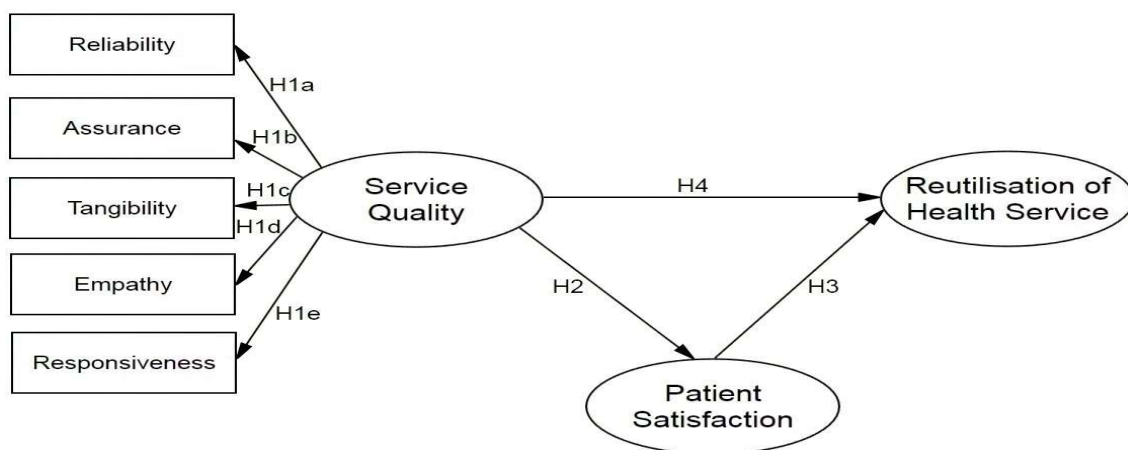 Reliability
H1a
Assurance
H1b
Tangibility
H1c
H1d
Empathy
H1e
Responsiveness
Service
Quality
H4
Reutilisation of
Health Service
H2
H3
Patient
Satisfaction